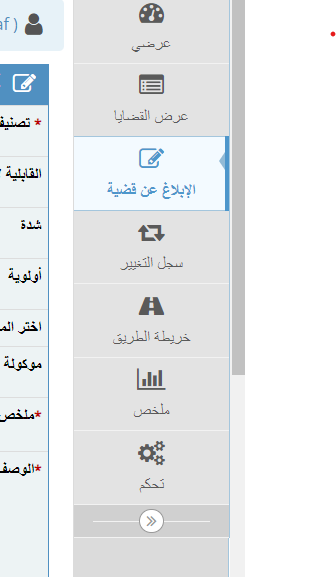 عرضي
عرض القضايا
الإبلاغ عن قضية
سجل التغيير
خريطة الطريق
ملخص
تحكم
af )
* تصنيف
القابلية
شدة
أولوية
اختر
موكولة
*ملخص
*الوصف